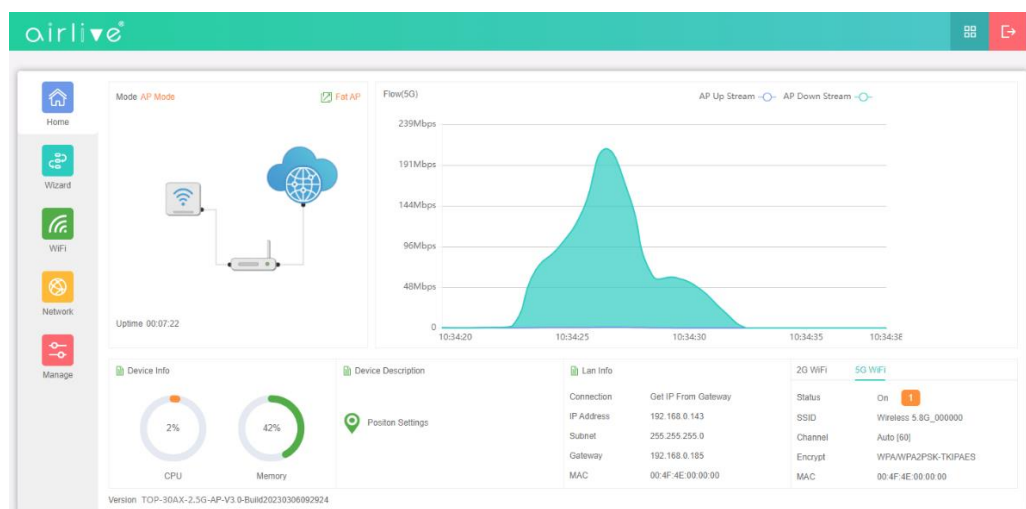 airlive®
Home
Wizard
WiFi
Network
Manage
Mode AP Mode
Fat AP
Uptime 00:07:22
Flow(5G)
AP Up Stream
AP Down Stream
239Mbps
191Mbps
144Mbps
96Mbps
48Mbps
0
10:34:20
10:34:25
10:34:30
10:34:35
10:34:38
Device Info
2%
CPU
42%
Memory
Device Description
Positon Settings
Lan Info
Connection Get IP From Gateway
IP Address 192.168.0.143
Subnet 255.255.255.0
Gateway 192.168.0.185
MAC 00:4F:4E:00:00:00
2G WiFi 5G WiFi
Status On 1
SSID Wireless 5.8G_000000
Channel Auto [60]
Encrypt WPA/WPA2PSK-TKIPAES
MAC 00:4F:4E:00:00:00
Version TOP-30AX-2.5G-AP-V3.0-Build20230306092924